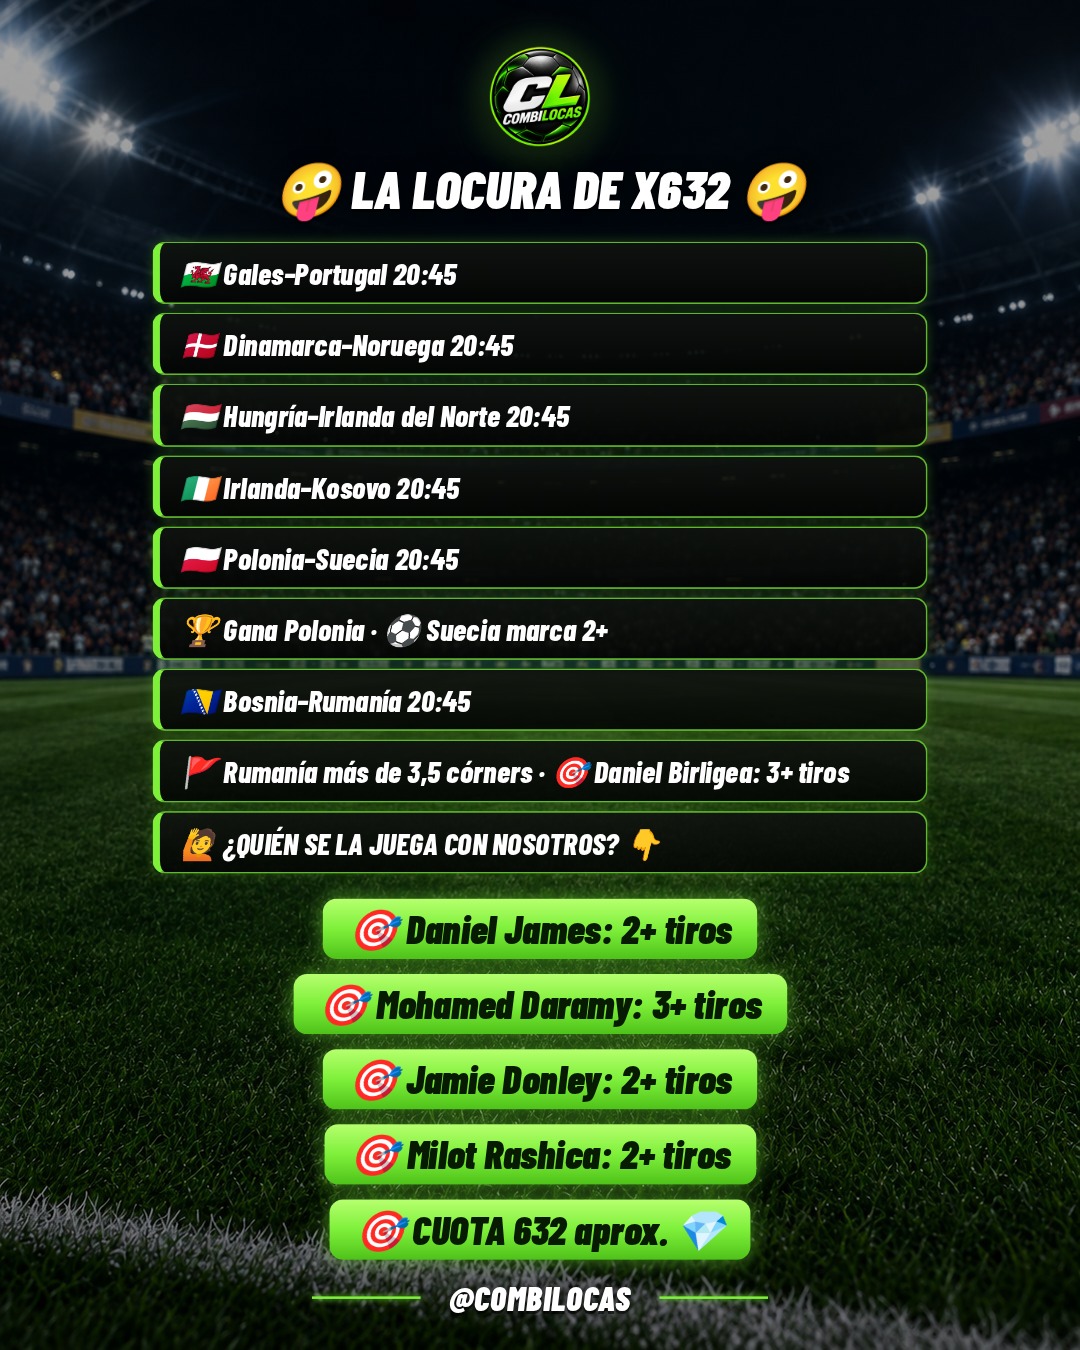 CL
COMBILOCAS
🤪 LA LOCURA DE X632 🤪
🏴󠁧󠁢󠁷󠁬󠁳󠁿 Gales-Portugal 20:45
🇩🇰 Dinamarca-Noruega 20:45
🇭🇺 Hungría-Irlanda del Norte 20:45
🇮🇪 Irlanda-Kosovo 20:45
🇵🇱 Polonia-Suecia 20:45
🏆 Gana Polonia · ⚽ Suecia marca 2+
🇧🇦 Bosnia-Rumanía 20:45
🚩 Rumanía más de 3,5 córners · 🎯 Daniel Birligea: 3+ tiros
🙋 ¿QUIÉN SE LA JUEGA CON NOSOTROS? 👇
🎯 Daniel James: 2+ tiros
🎯 Mohamed Daramy: 3+ tiros
🎯 Jamie Donley: 2+ tiros
🎯 Milot Rashica: 2+ tiros
🎯 CUOTA 632 aprox. 💎
@COMBILOCAS